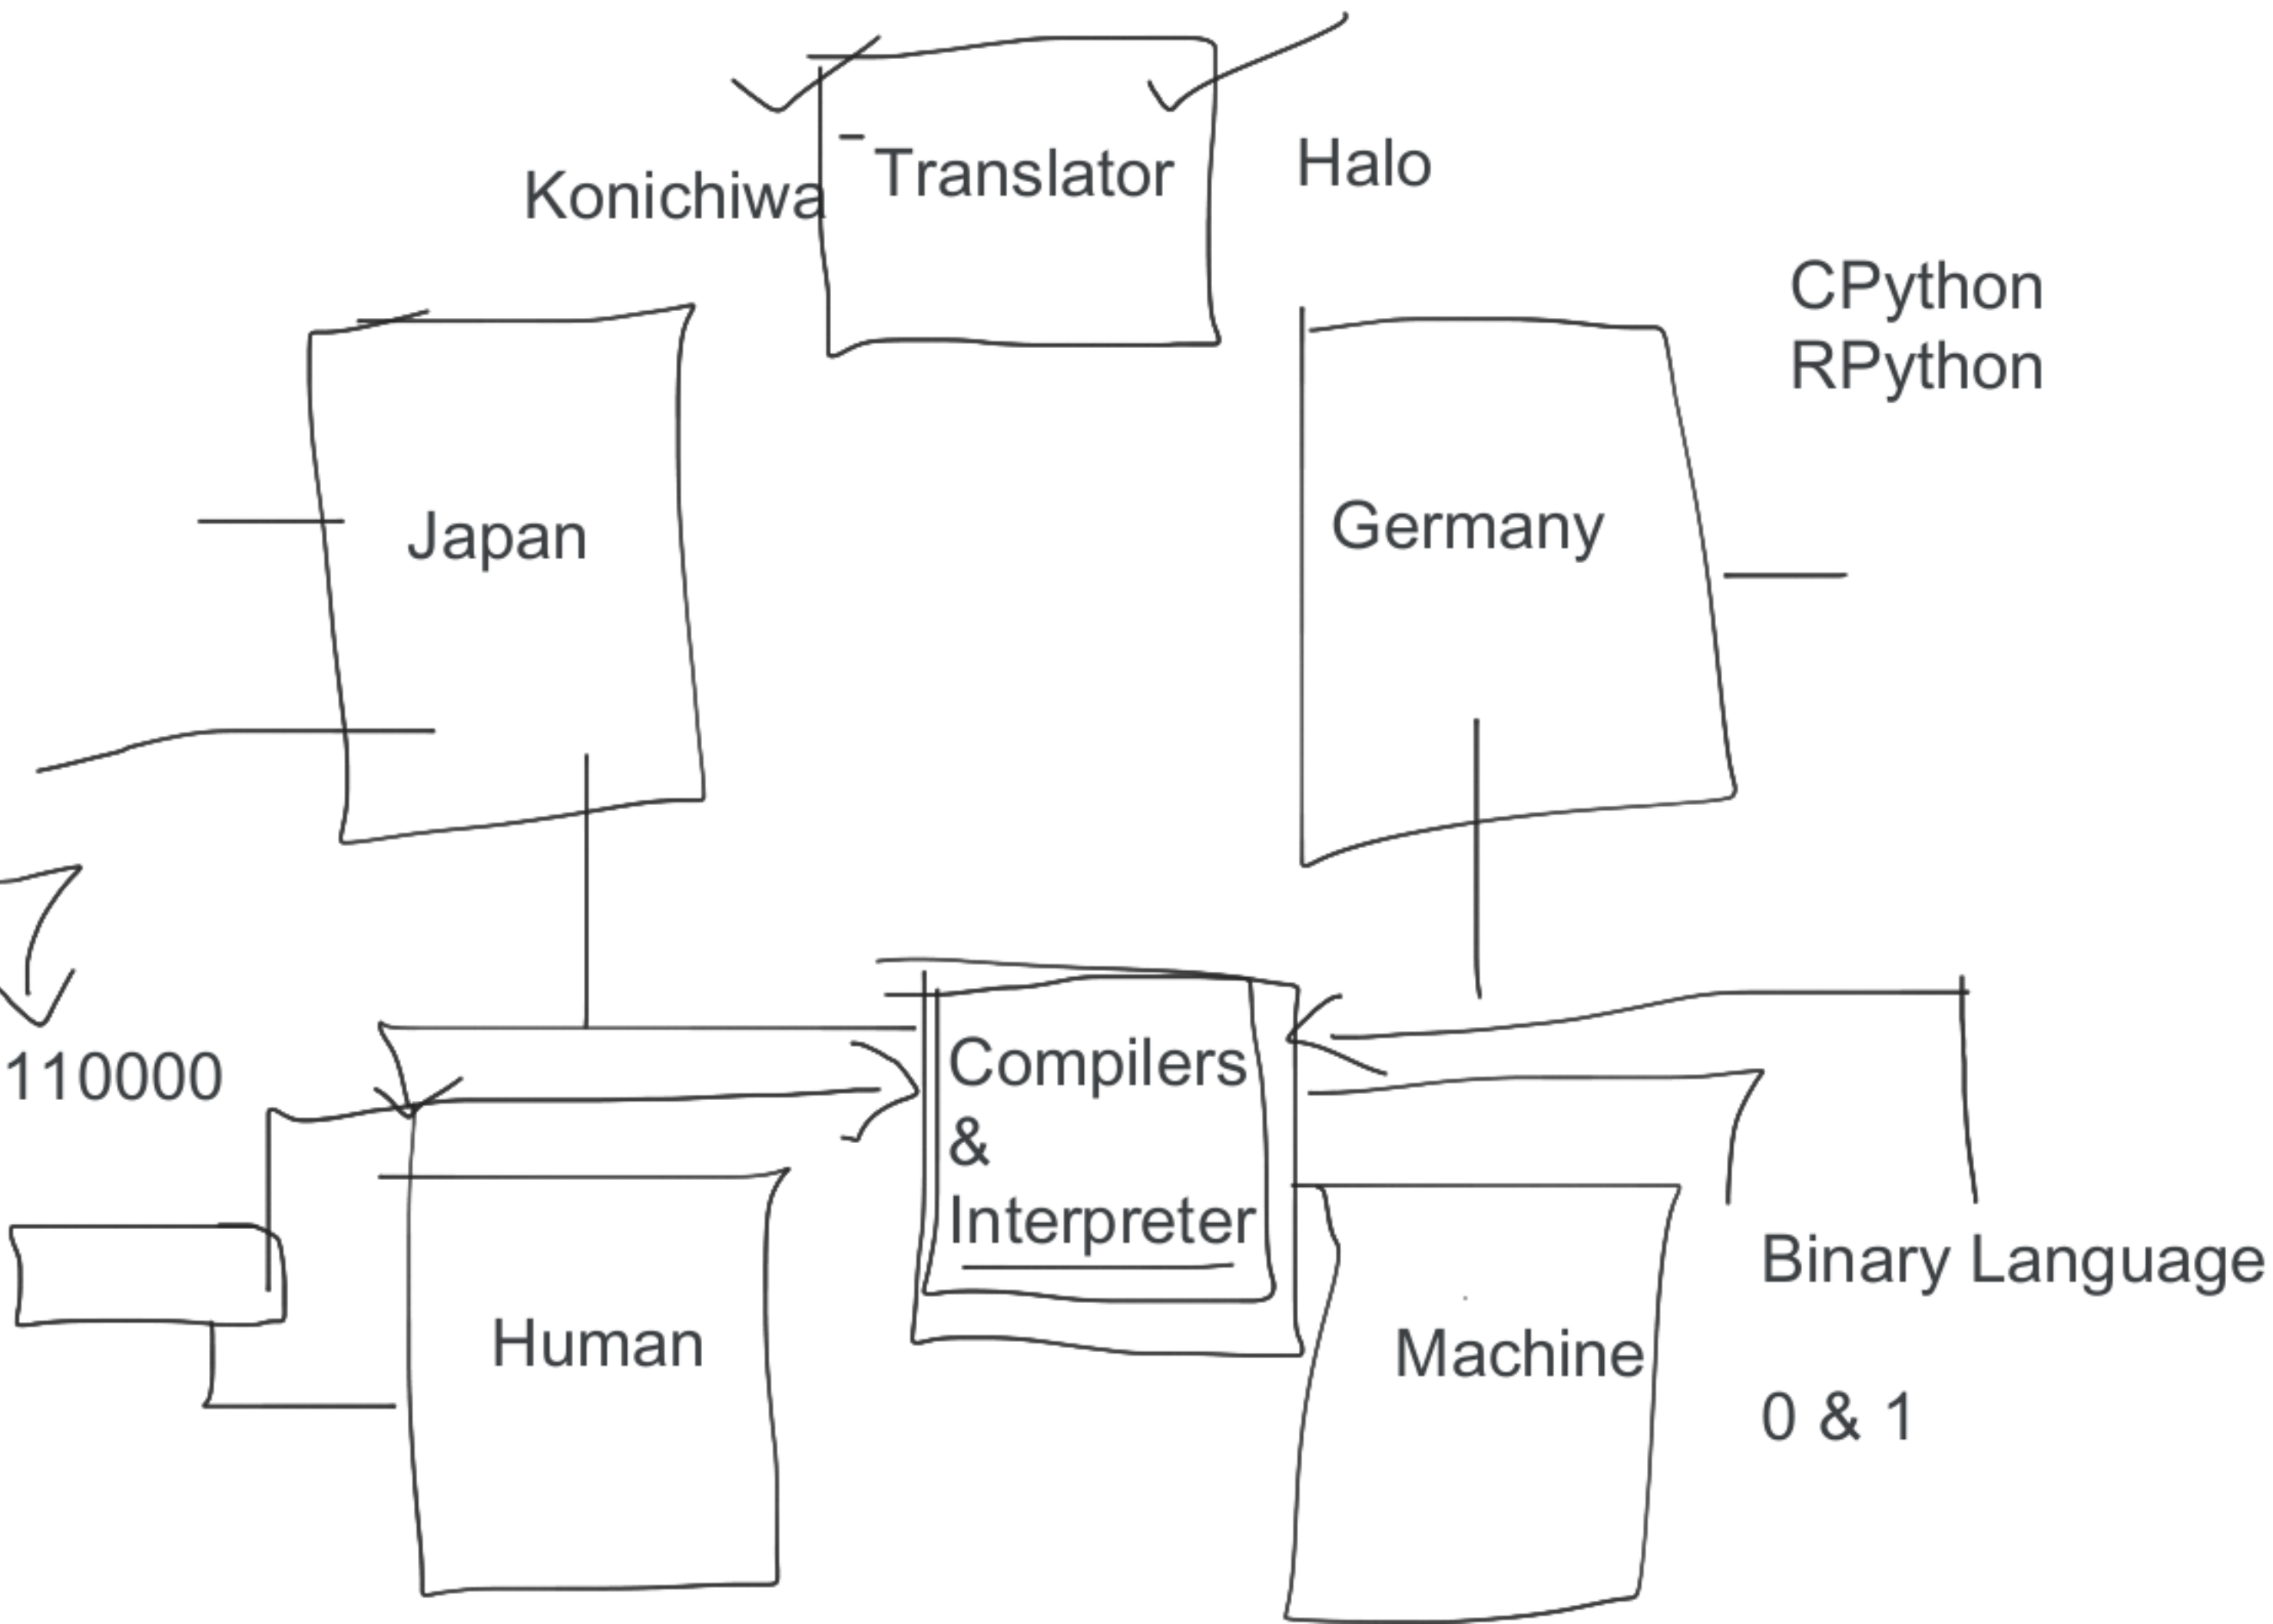 Translator
Halo
Konichiwa
CPython
RPython
Japan
Germany
110000
Compilers
&
Interpreter
Human
Machine
Binary Language
0 & 1